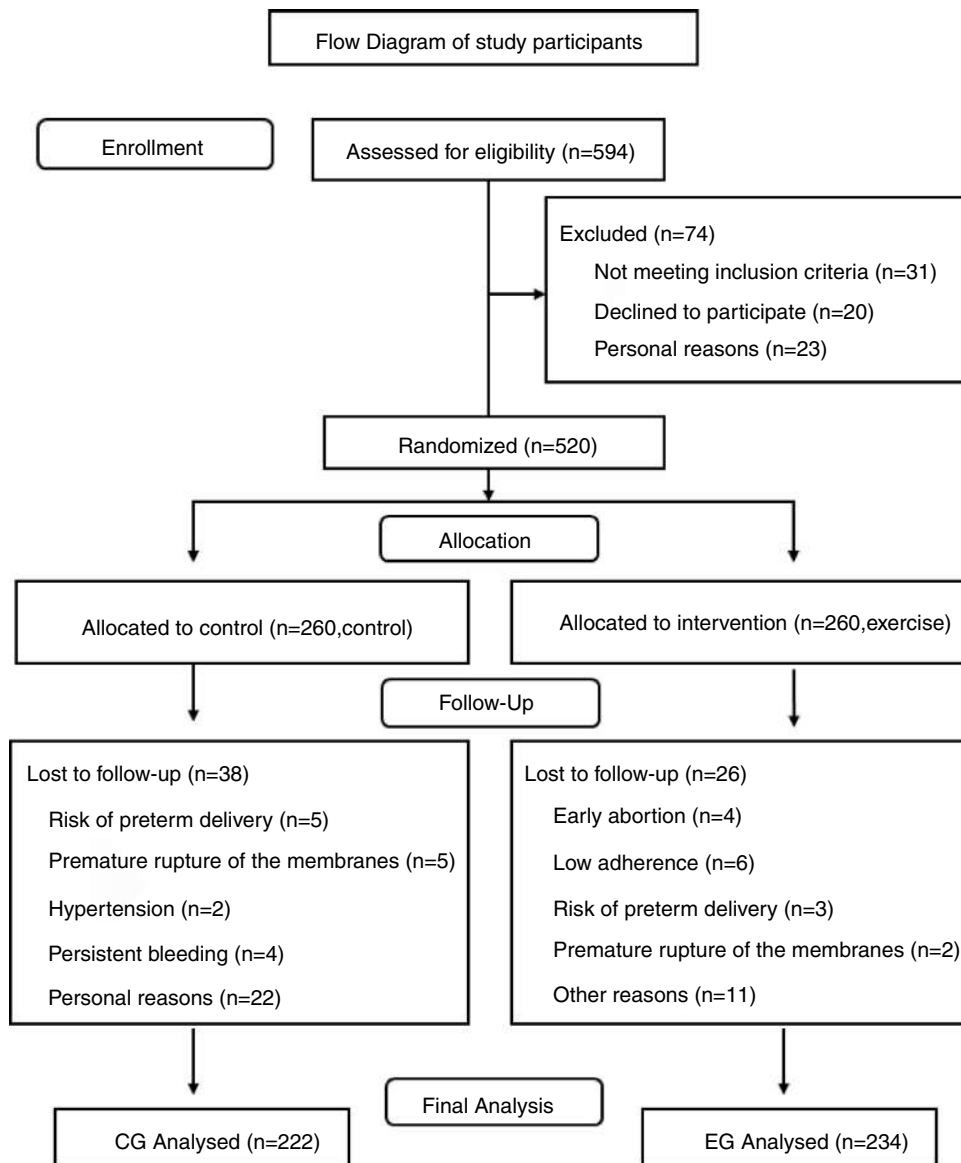 Flow Diagram of study participants
Enrollment
Assessed for eligibility (n=594)
Excluded (n=74)
Not meeting inclusion criteria (n=31)
Declined to participate (n=20)
Personal reasons (n=23)
Randomized (n=520)
Allocation
Allocated to control (n=260,control)
Allocated to intervention (n=260,exercise)
Follow-Up
Lost to follow-up (n=38)
Risk of preterm delivery (n=5)
Premature rupture of the membranes (n=5)
Hypertension (n=2)
Persistent bleeding (n=4)
Personal reasons (n=22)
Lost to follow-up (n=26)
Early abortion (n=4)
Low adherence (n=6)
Risk of preterm delivery (n=3)
Premature rupture of the membranes (n=2)
Other reasons (n=11)
Final Analysis
CG Analysed (n=222)
EG Analysed (n=234)